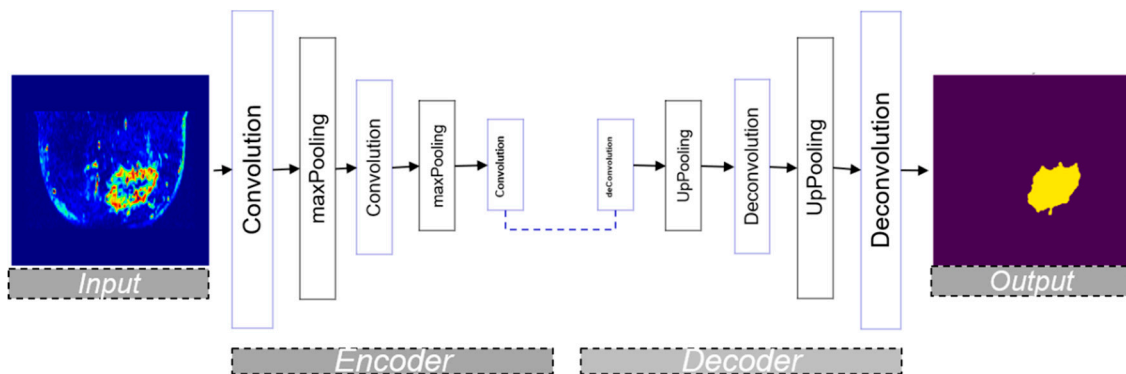 Convolution
maxPooling
Convolution
maxPooling
Convolution
deConvolution
UpPooling
Deconvolution
UpPooling
Deconvolution
Input
Output
Encoder
Decoder